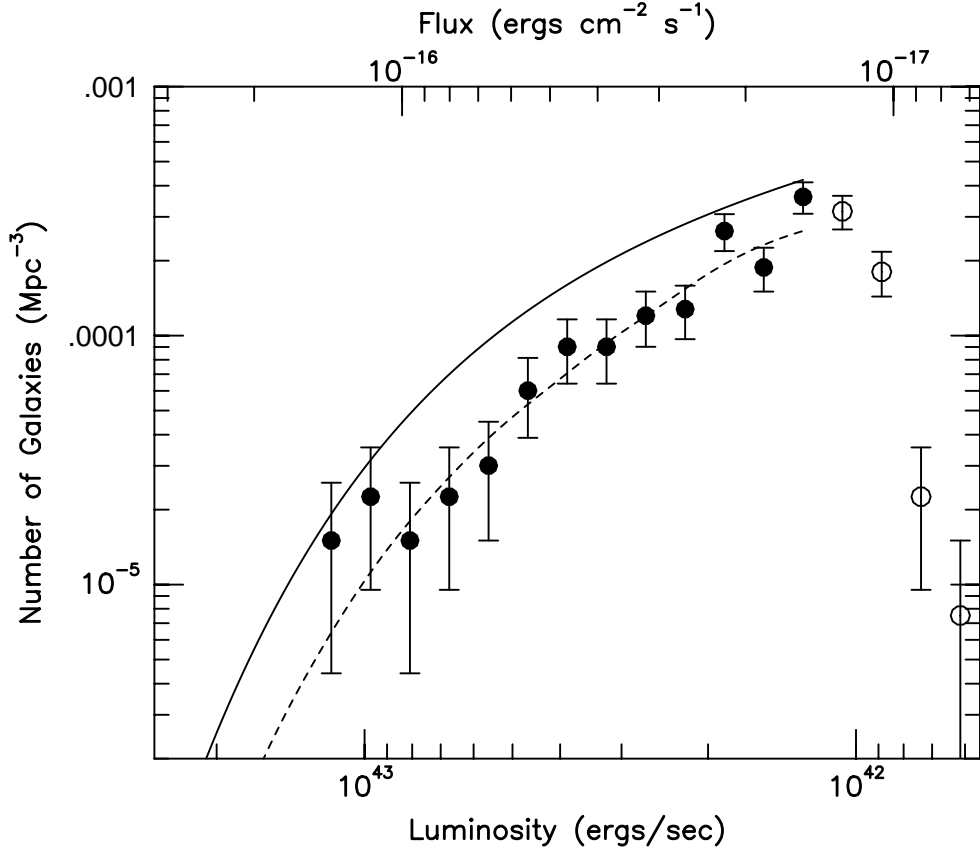 Flux (ergs cm⁻² s⁻¹)
10⁻¹⁶ 10⁻¹⁷
.001
.0001
10⁻⁵
Number of Galaxies (Mpc⁻³)
10⁴³ 10⁴²
Luminosity (ergs/sec)